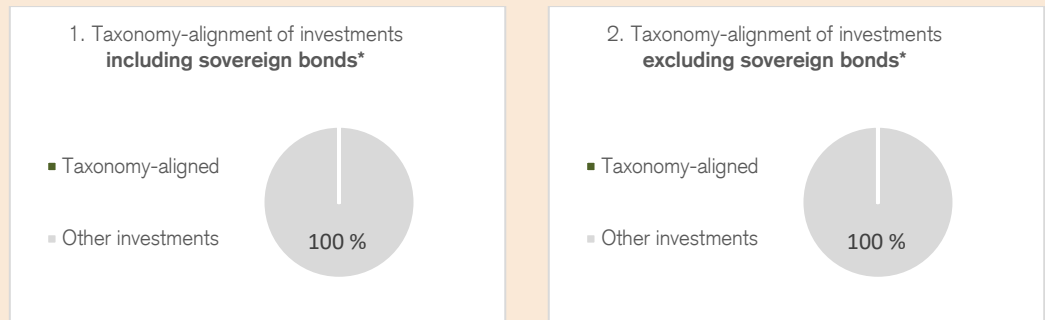 1. Taxonomy-alignment of investments
including sovereign bonds*
Taxonomy-aligned
Other investments
100 %
2. Taxonomy-alignment of investments
excluding sovereign bonds*
Taxonomy-aligned
Other investments
100 %